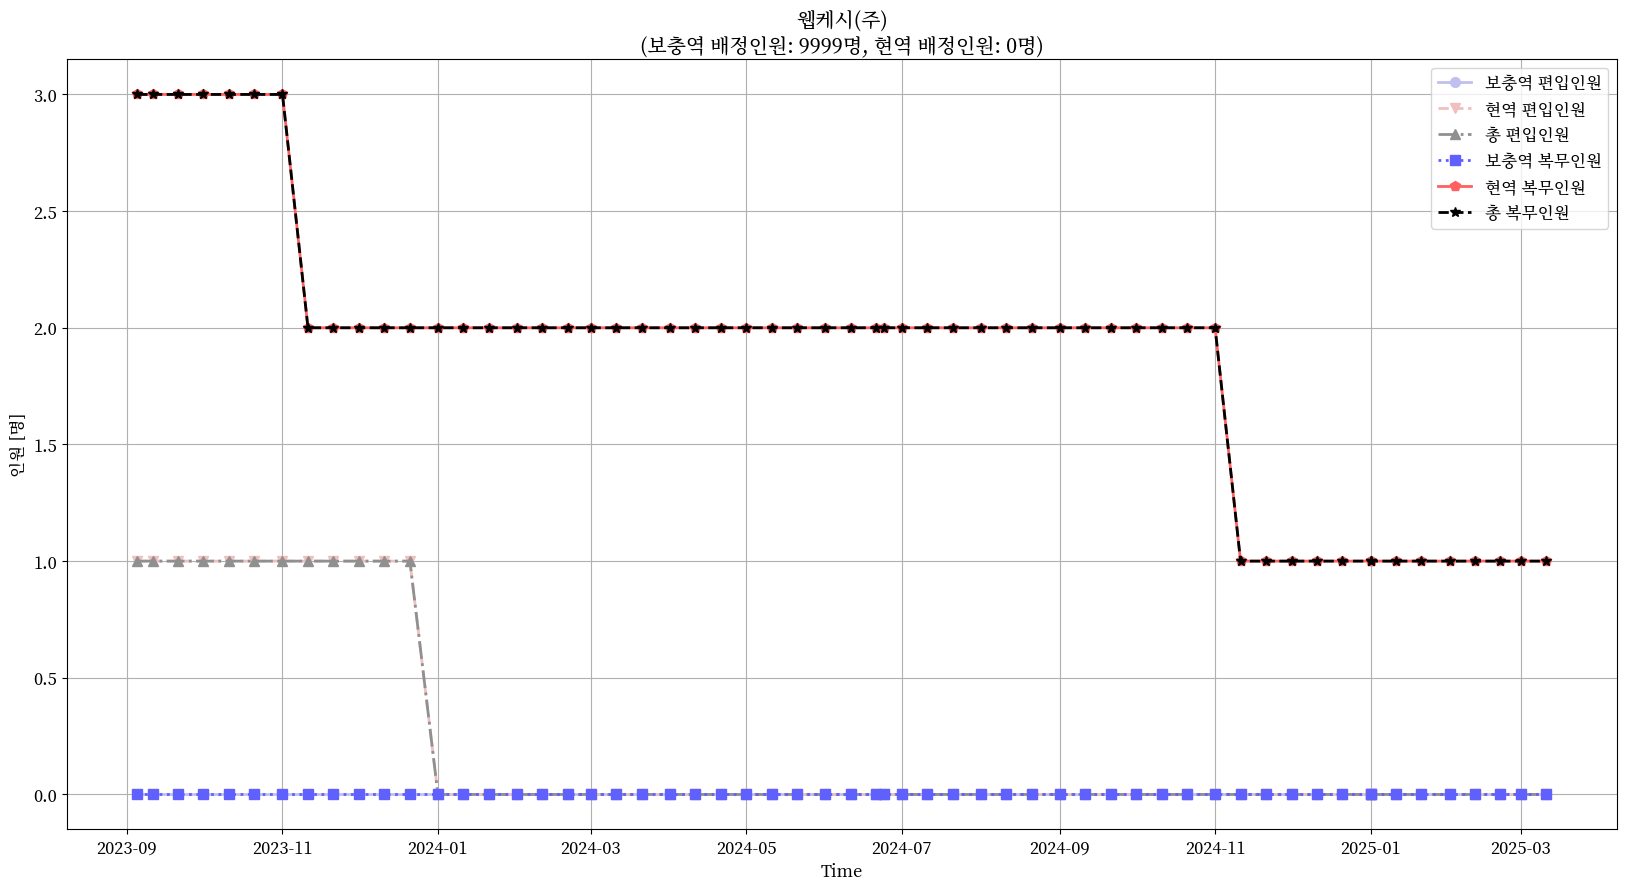 웹케시(주)
(보충역 배정인원: 9999명, 현역 배정인원: 0명)
보충역 편입인원
현역 편입인원
총 편입인원
보충역 복무인원
현역 복무인원
총 복무인원
인원 [명]
3.0
2.5
2.0
1.5
1.0
0.5
0.0
2023-09 2023-11 2024-01 2024-03 2024-05 2024-07 2024-09 2024-11 2025-01 2025-03
Time